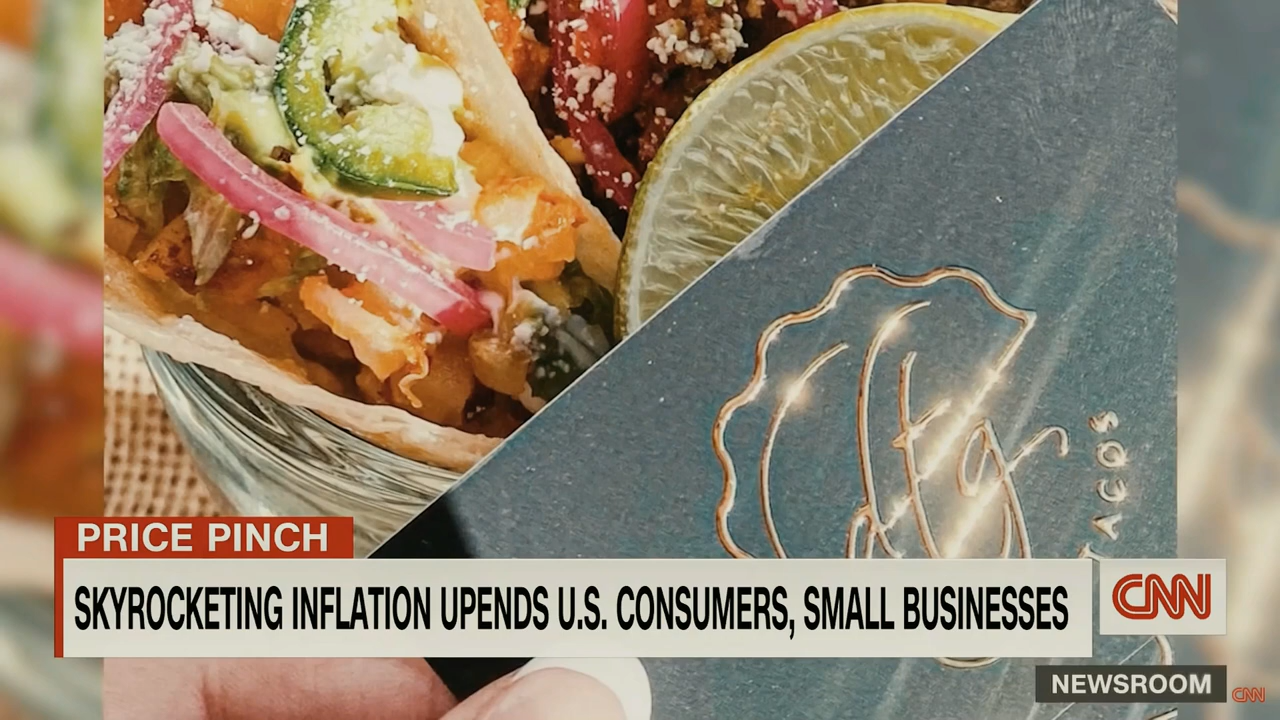 TACOS
PRICE PINCH
SKYROCKETING INFLATION UPENDS U.S. CONSUMERS, SMALL BUSINESSES
CNN
NEWSROOM
CNN